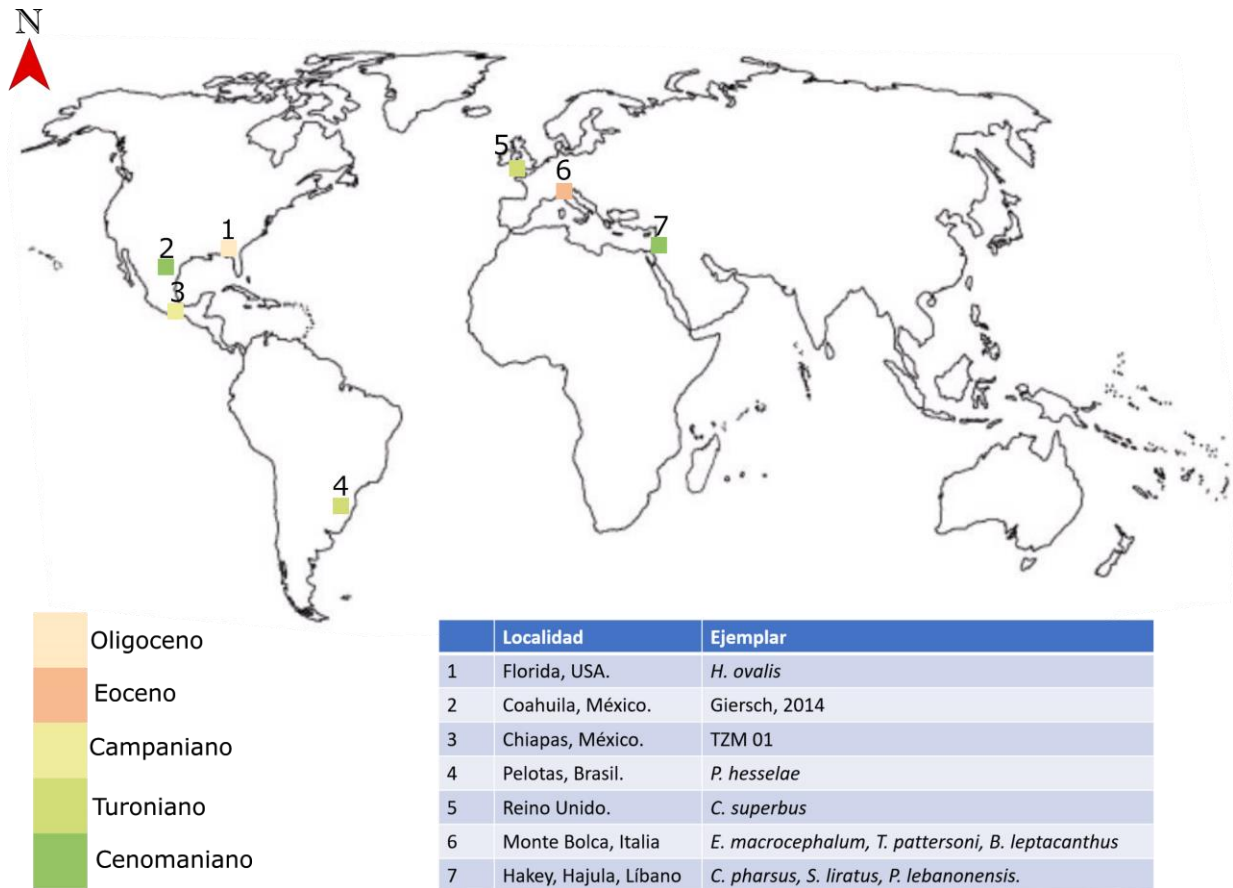 N
5
6
7
1
2
3
4
Oligoceno
Eoceno
Campaniano
Turoniano
Cenomaniano
Localidad Ejemplar
1 Florida, USA. H. ovalis
2 Coahuila, México. Giersch, 2014
3 Chiapas, México. TZM 01
4 Pelotas, Brasil. P. hesselae
5 Reino Unido. C. superbus
6 Monte Bolca, Italia E. macrocephalum, T. pattersoni, B. leptacanthus
7 Hakey, Hajula, Líbano C. pharsus, S. liratus, P. lebanonensis.